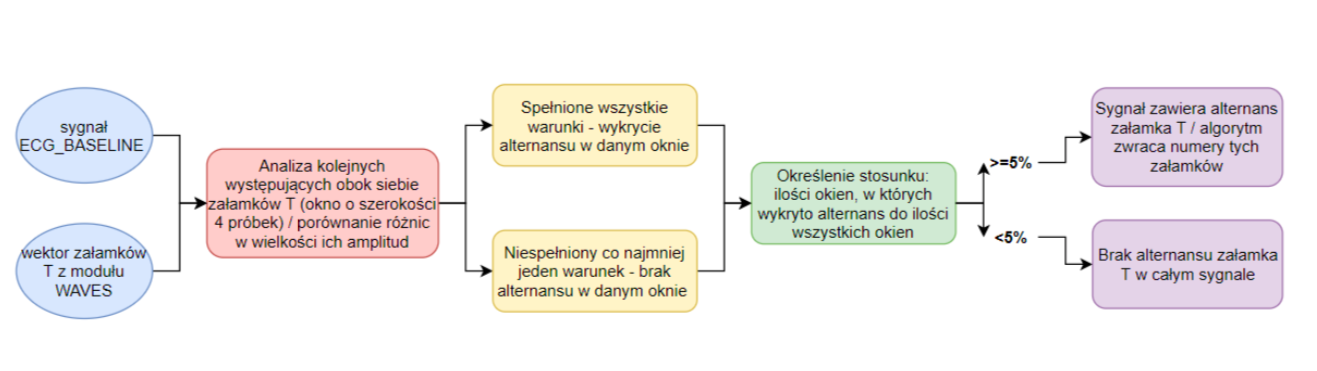 sygnał
ECG_BASELINE
wektor załamków
T z modułu
WAVES
Analiza kolejnych
występujących obok siebie
załamków T (okno o szerokości
4 próbek) / porównanie różnic
w wielkości ich amplitud
Spełnione wszystkie
warunki - wykrycie
alternansu w danym oknie
Niespełniony co najmniej
jeden warunek - brak
alternansu w danym oknie
Określenie stosunku:
ilości okien, w których
wykryto alternans do ilości
wszystkich okien
>=5%
<5%
Sygnał zawiera alternans
załamka T / algorytm
zwraca numery tych
załamków
Brak alternansu załamka
T w całym sygnale